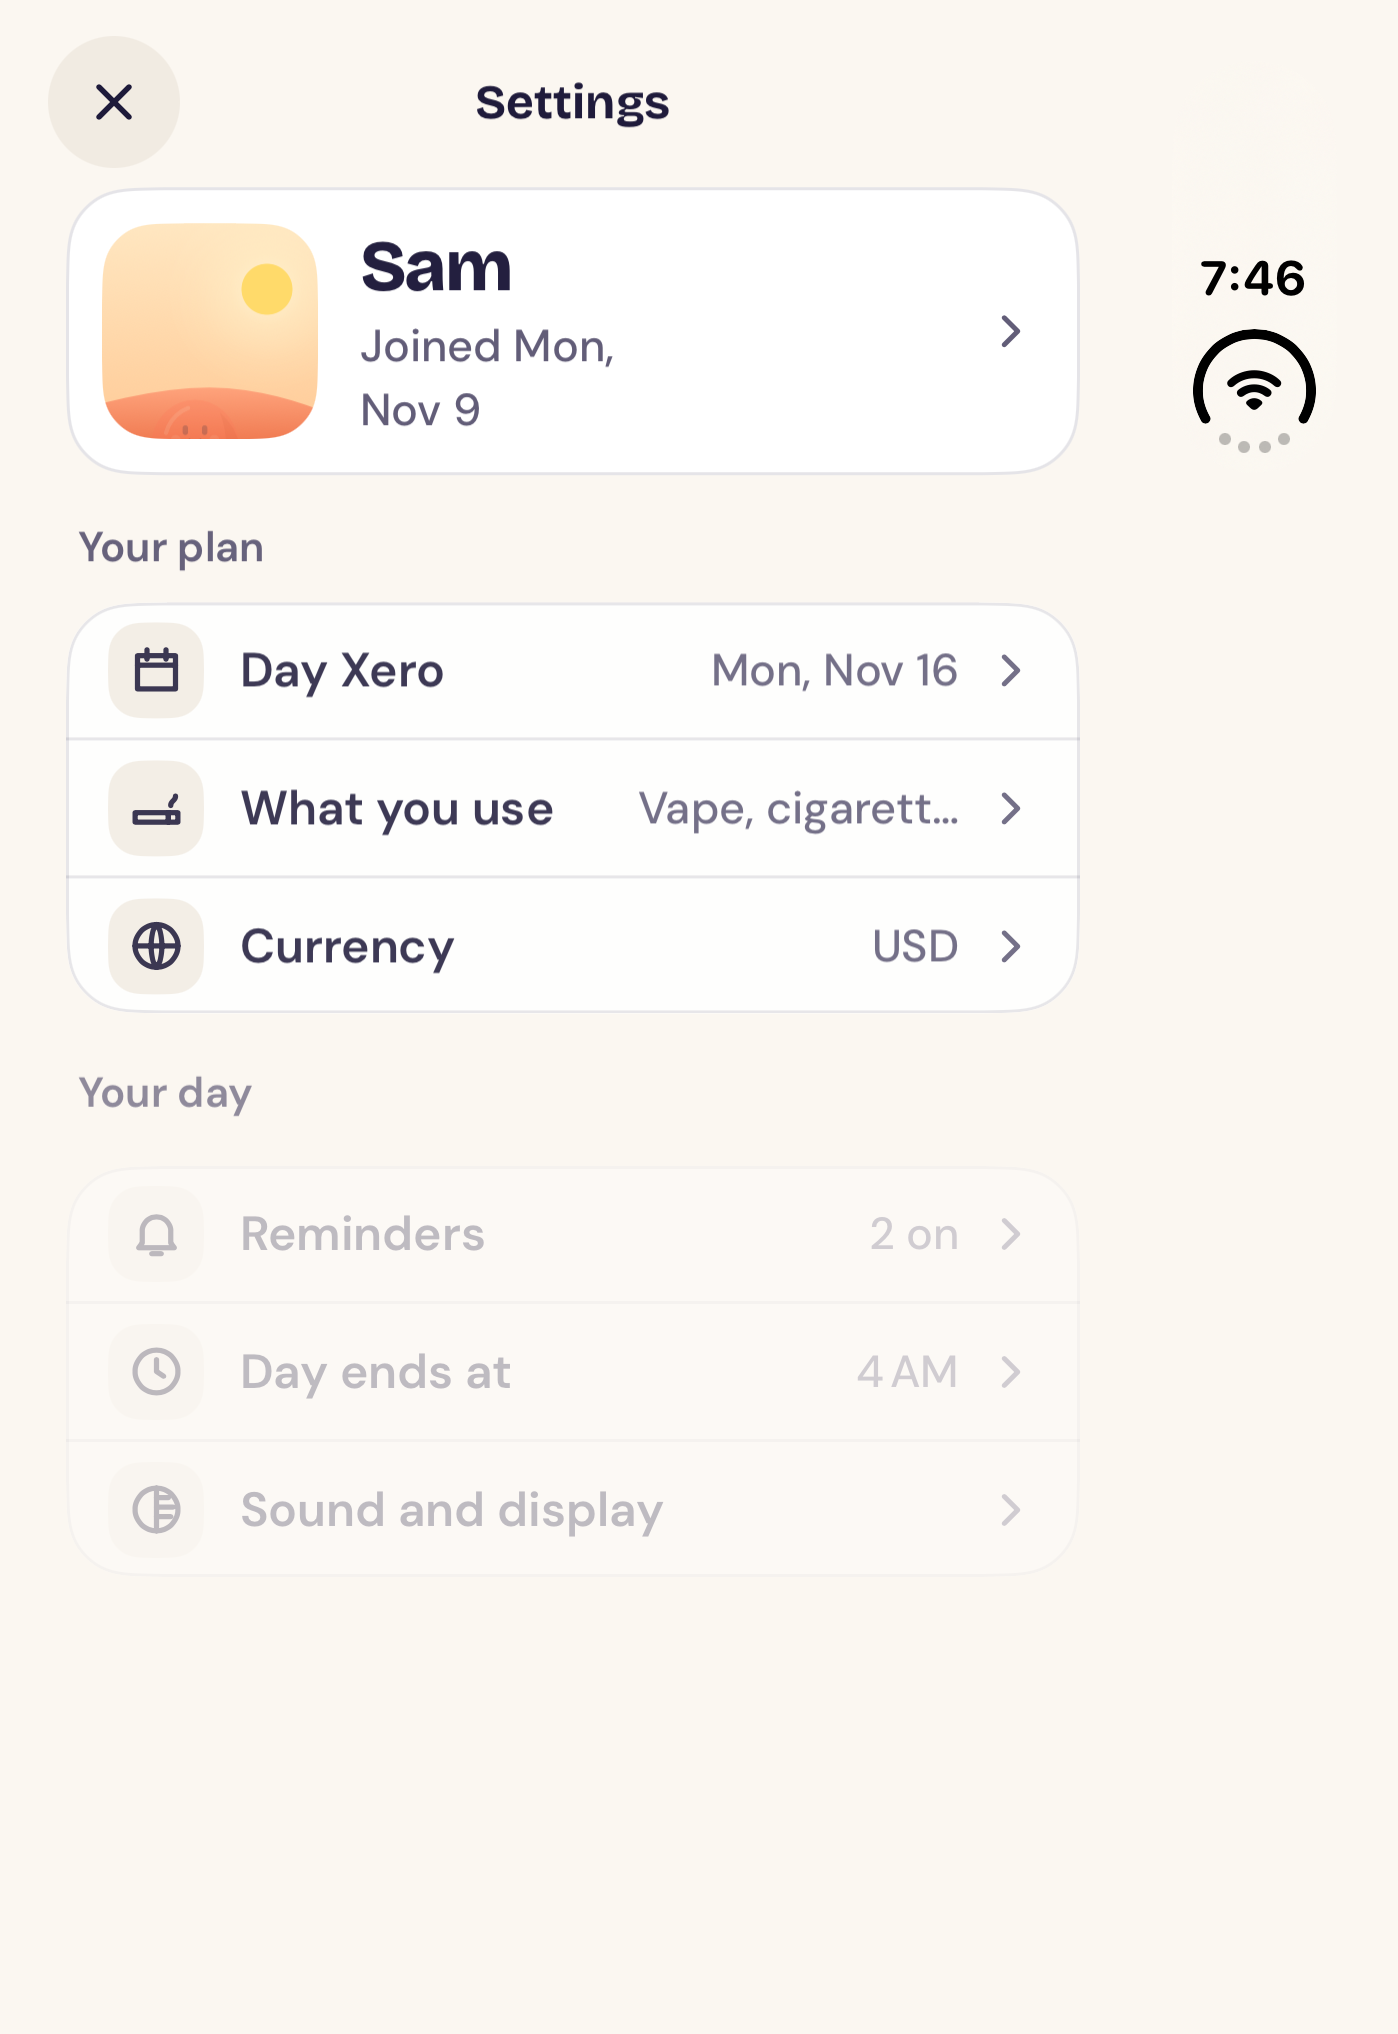 Settings
Sam
Joined Mon,
Nov 9
7:46
Your plan
Day Xero Mon, Nov 16
What you use Vape, cigarett...
Currency USD
Your day
Reminders 2 on
Day ends at 4 AM
Sound and display